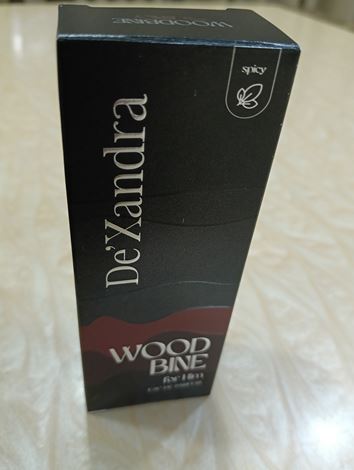 WOODBINE
spicy
De'Xandra
WOOD
BINE
for Him